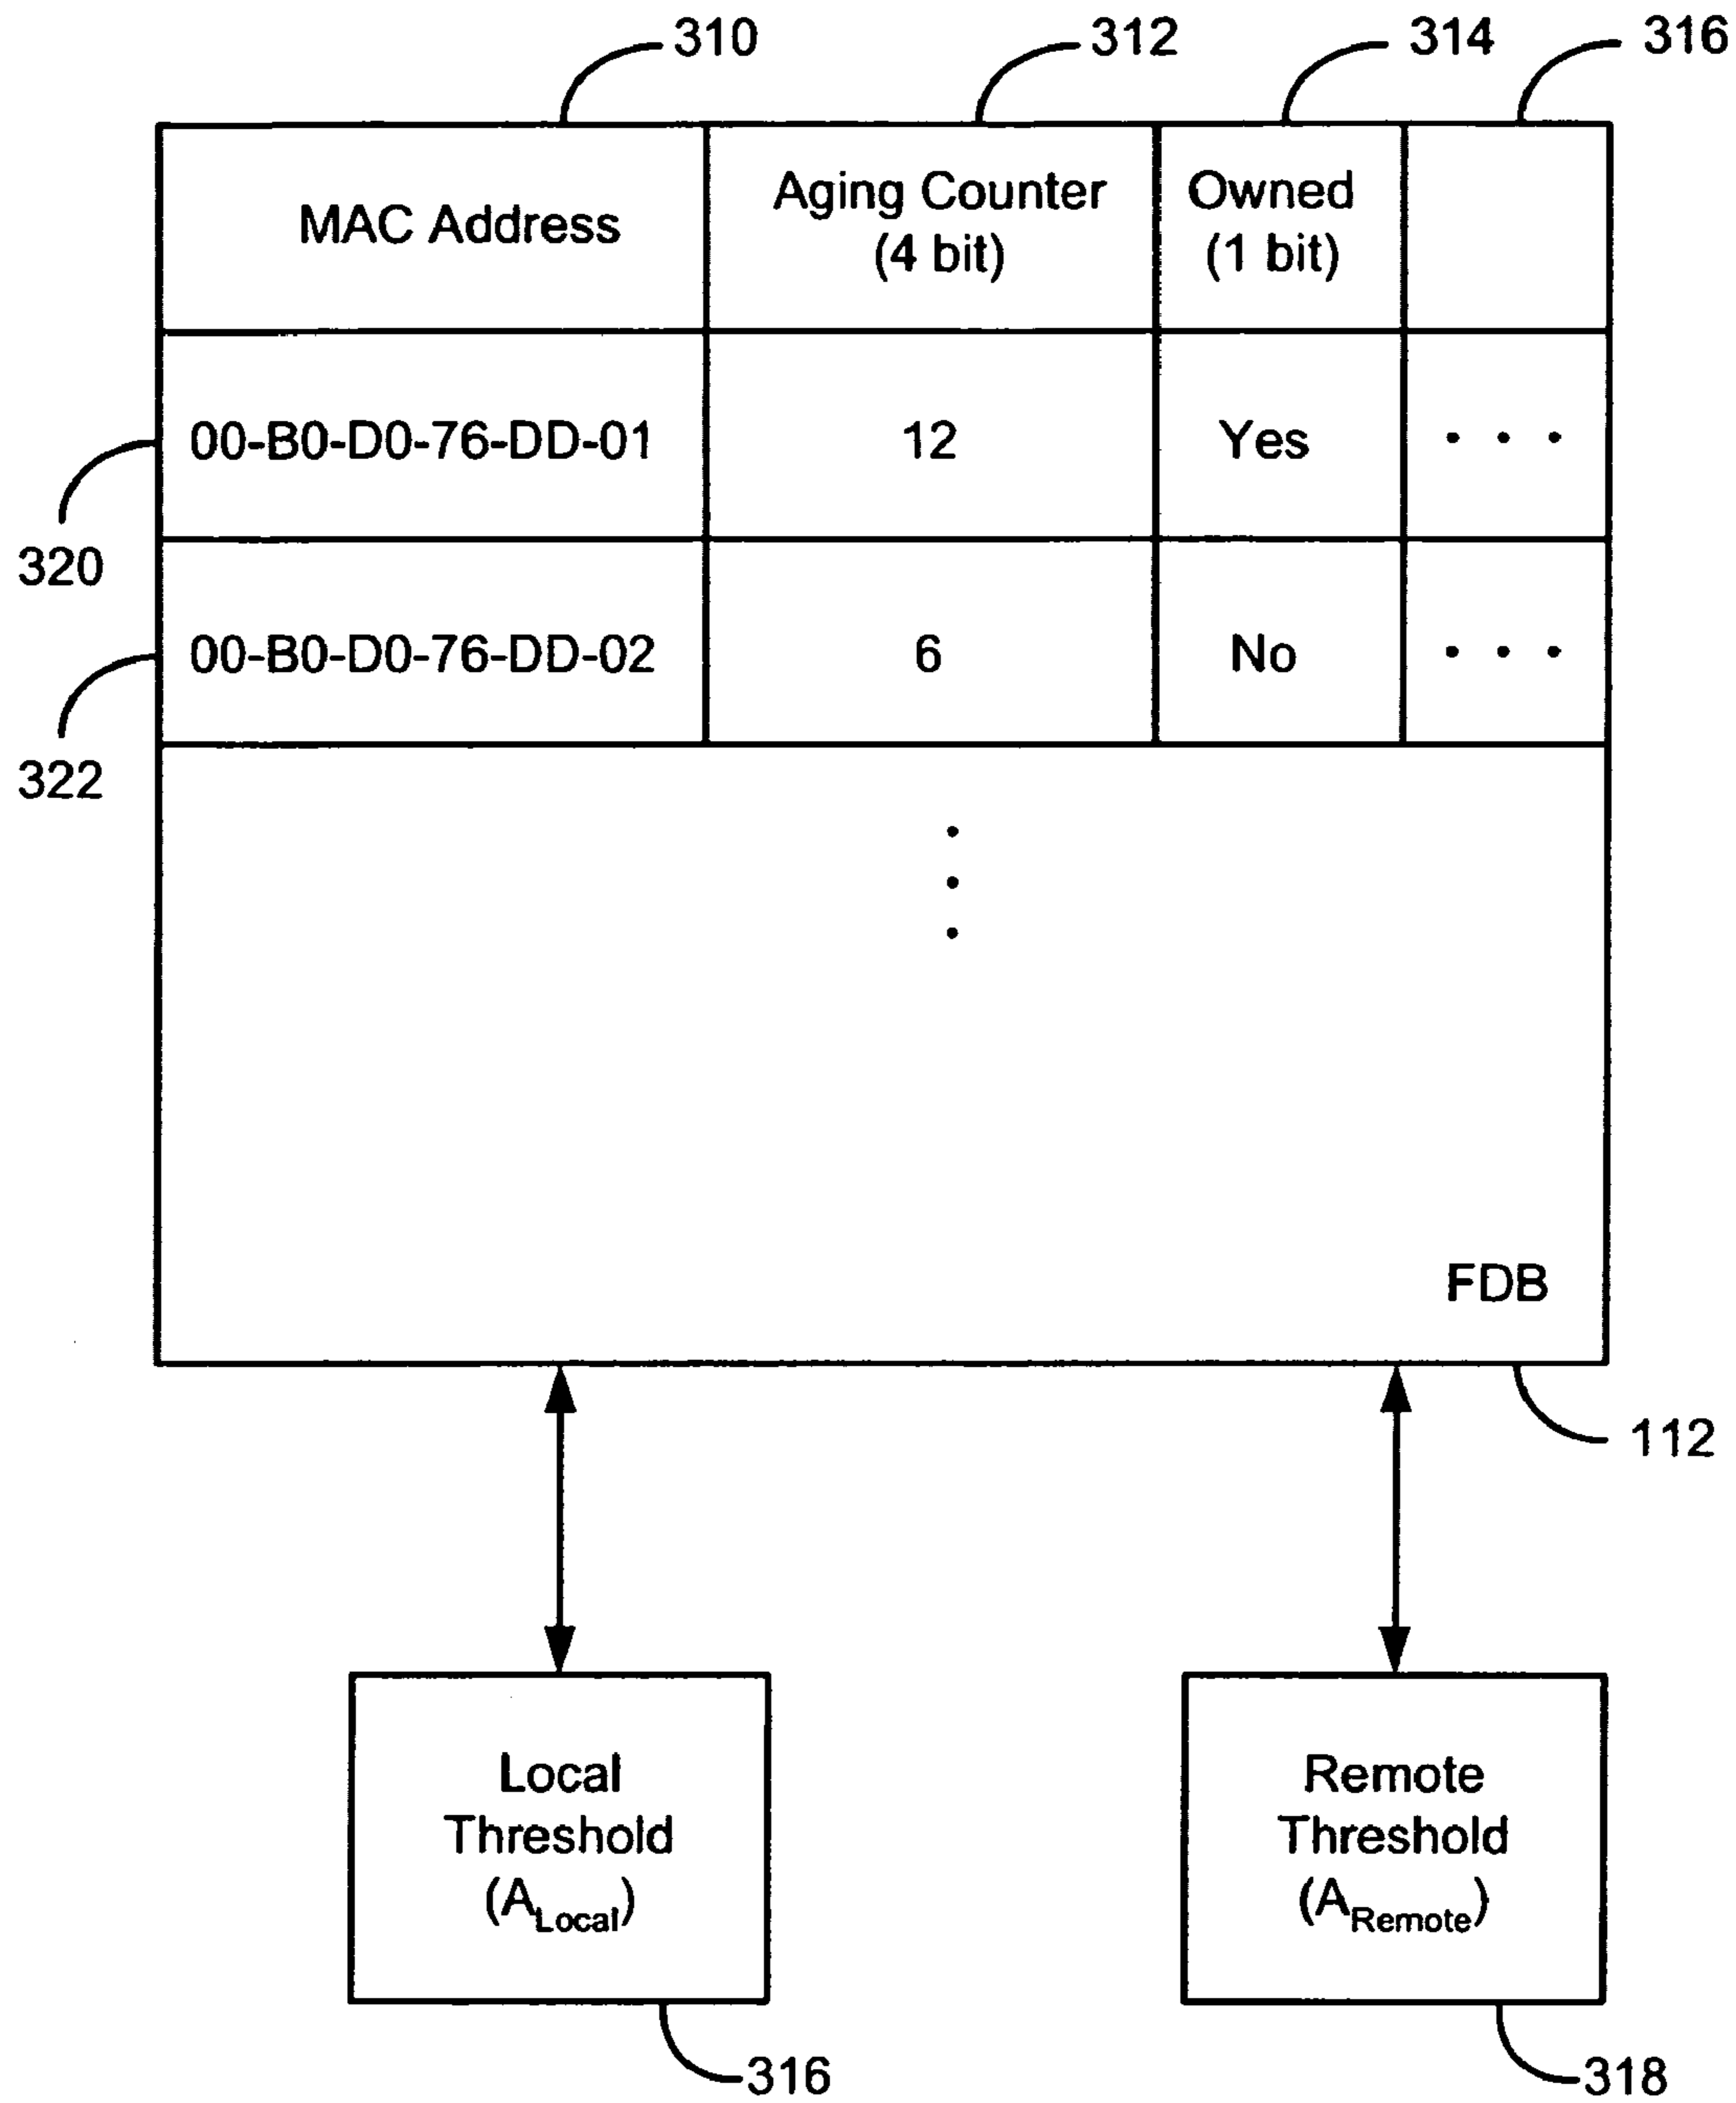 310
312
314
316
MAC Address
Aging Counter
(4 bit)
Owned
(1 bit)
00-B0-D0-76-DD-01
12
Yes
. . .
320
00-B0-D0-76-DD-02
6
No
. . .
322
FDB
112
Local
Threshold
(ALocal)
Remote
Threshold
(ARemote)
316
318